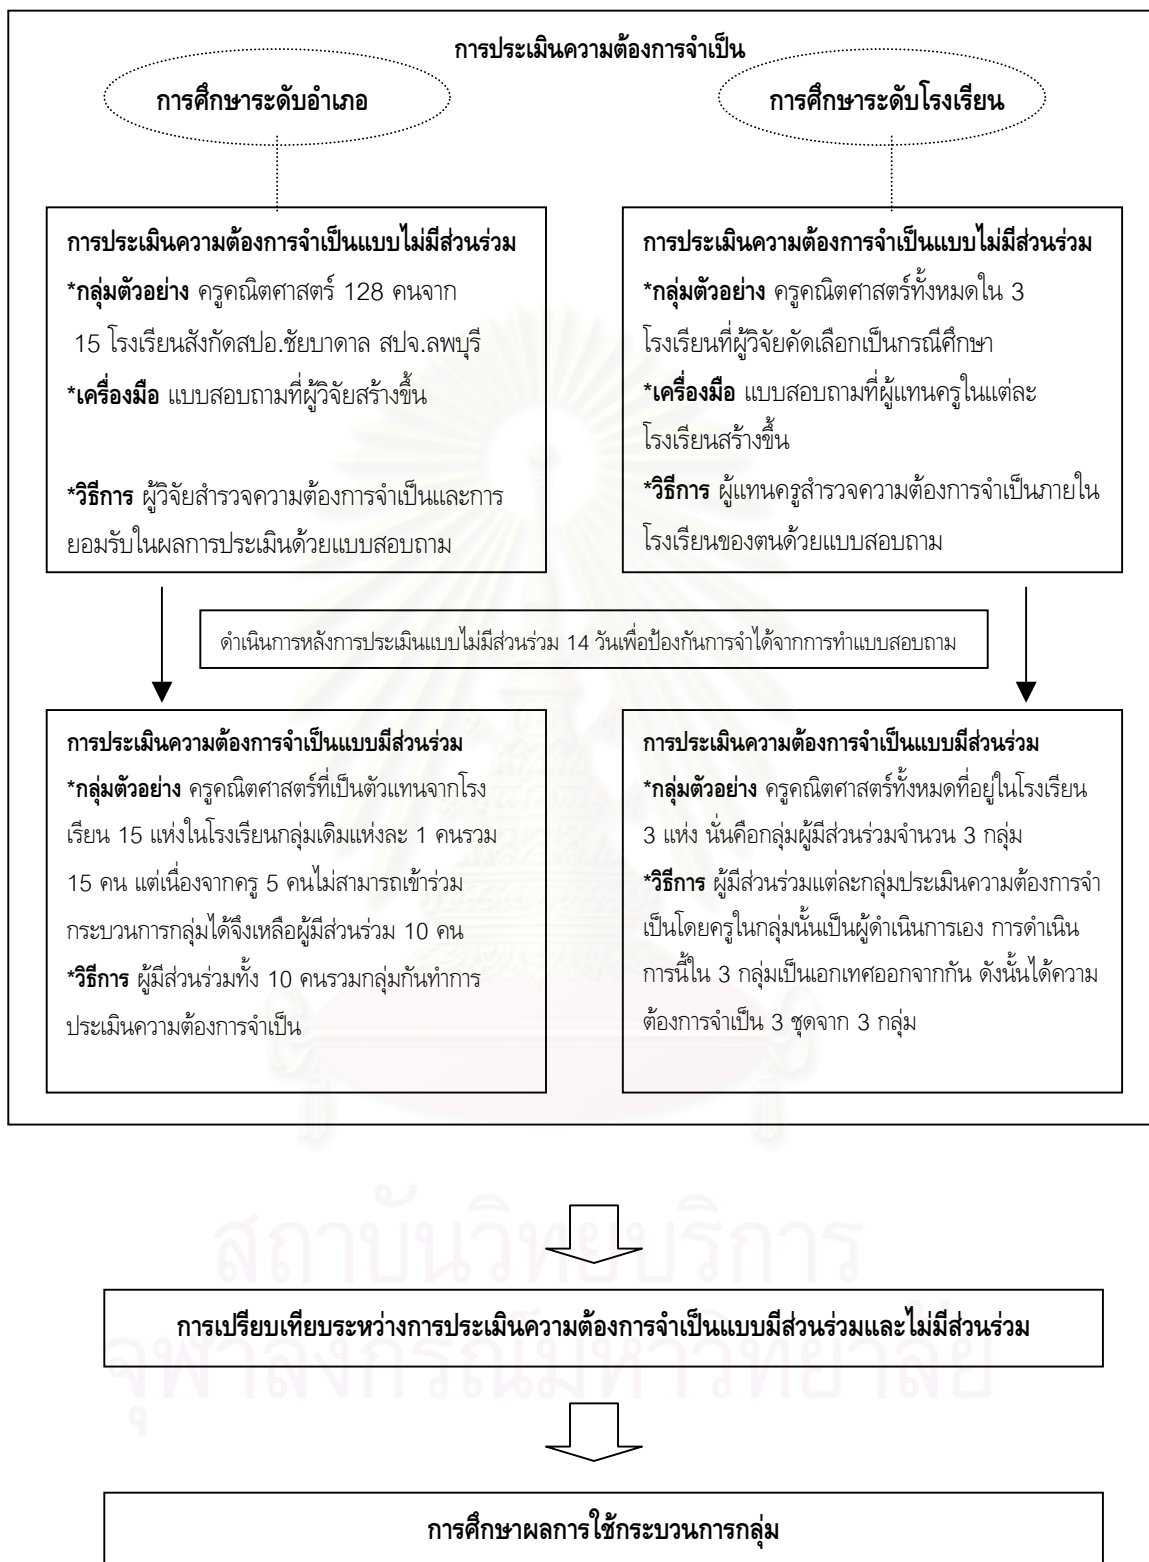 การประเมินความต้องการจำเป็น
การศึกษาระดับอำเภอ
การประเมินความต้องการจำเป็นแบบไม่มีส่วนร่วม
*กลุ่มตัวอย่าง ครูคณิตศาสตร์ 128 คนจาก
15 โรงเรียนสังกัดสปอ.ชัยบาดาล สปจ.ลพบุรี
*เครื่องมือ แบบสอบถามที่ผู้วิจัยสร้างขึ้น
*วิธีการ ผู้วิจัยสำรวจความต้องการจำเป็นและการ
ยอมรับในผลการประเมินด้วยแบบสอบถาม
การศึกษาระดับโรงเรียน
การประเมินความต้องการจำเป็นแบบไม่มีส่วนร่วม
*กลุ่มตัวอย่าง ครูคณิตศาสตร์ทั้งหมดใน 3
โรงเรียนที่ผู้วิจัยคัดเลือกเป็นกรณีศึกษา
*เครื่องมือ แบบสอบถามที่ผู้แทนครูในแต่ละ
โรงเรียนสร้างขึ้น
*วิธีการ ผู้แทนครูสำรวจความต้องการจำเป็นภายใน
โรงเรียนของตนด้วยแบบสอบถาม
ดำเนินการหลังการประเมินแบบไม่มีส่วนร่วม 14 วันเพื่อป้องกันการจำได้จากการทำแบบสอบถาม
การประเมินความต้องการจำเป็นแบบมีส่วนร่วม
*กลุ่มตัวอย่าง ครูคณิตศาสตร์ที่เป็นตัวแทนจากโรง
เรียน 15 แห่งในโรงเรียนกลุ่มเดิมแห่งละ 1 คนรวม
15 คน แต่เนื่องจากครู 5 คนไม่สามารถเข้าร่วม
กระบวนการกลุ่มได้จึงเหลือผู้มีส่วนร่วม 10 คน
*วิธีการ ผู้มีส่วนร่วมทั้ง 10 คนรวมกลุ่มกันทำการ
ประเมินความต้องการจำเป็น
การประเมินความต้องการจำเป็นแบบมีส่วนร่วม
*กลุ่มตัวอย่าง ครูคณิตศาสตร์ทั้งหมดที่อยู่ในโรงเรียน
3 แห่ง นั่นคือกลุ่มผู้มีส่วนร่วมจำนวน 3 กลุ่ม
*วิธีการ ผู้มีส่วนร่วมแต่ละกลุ่มประเมินความต้องการจำ
เป็นโดยครูในกลุ่มนั้นเป็นผู้ดำเนินการเอง การดำเนิน
การนี้ใน 3 กลุ่มเป็นเอกเทศออกจากกัน ดังนั้นได้ความ
ต้องการจำเป็น 3 ชุดจาก 3 กลุ่ม
สถาบันวิทยบริการ
การเปรียบเทียบระหว่างการประเมินความต้องการจำเป็นแบบมีส่วนร่วมและไม่มีส่วนร่วม
จุฬาลงกรณ์มหาวิทยาลัย
การศึกษาผลการใช้กระบวนการกลุ่ม